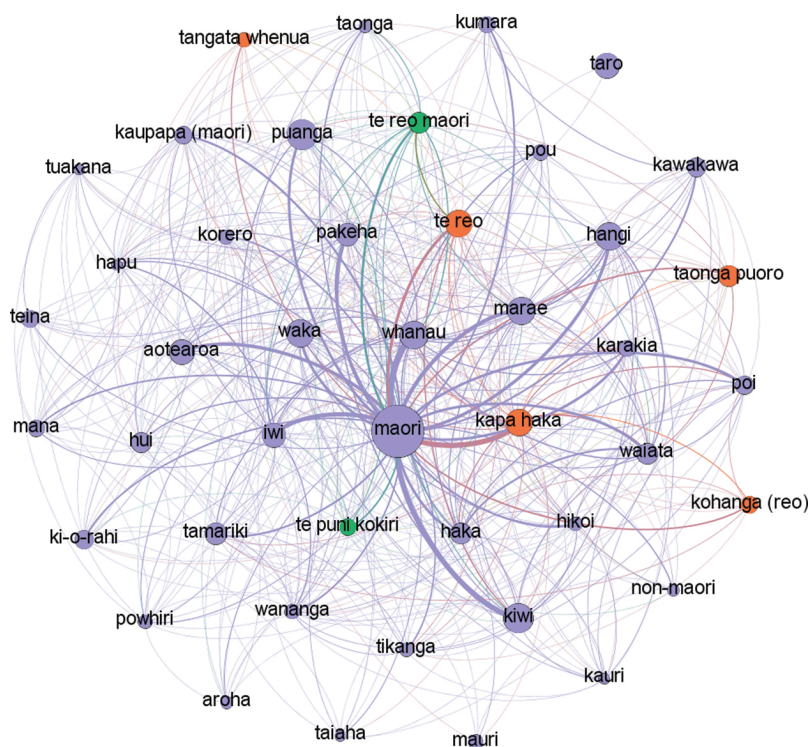 taonga
kumara
tangata whenua
taro
kaupapa (maori)
puanga
te reo maori
pou
tuakana
kawakawa
korero
pakeha
te reo
hangi
hapu
taonga puoro
teina
marae
aotearoa
waka
whanau
karakia
poi
mana
hui
iwi
maori
kapa haka
waiata
ki-o-rahi
tamariki
te puni kokiri
haka
hikoi
kohanga (reo)
non-maori
powhiri
wananga
kiwi
tikanga
kauri
aroha
taiaha
mauri